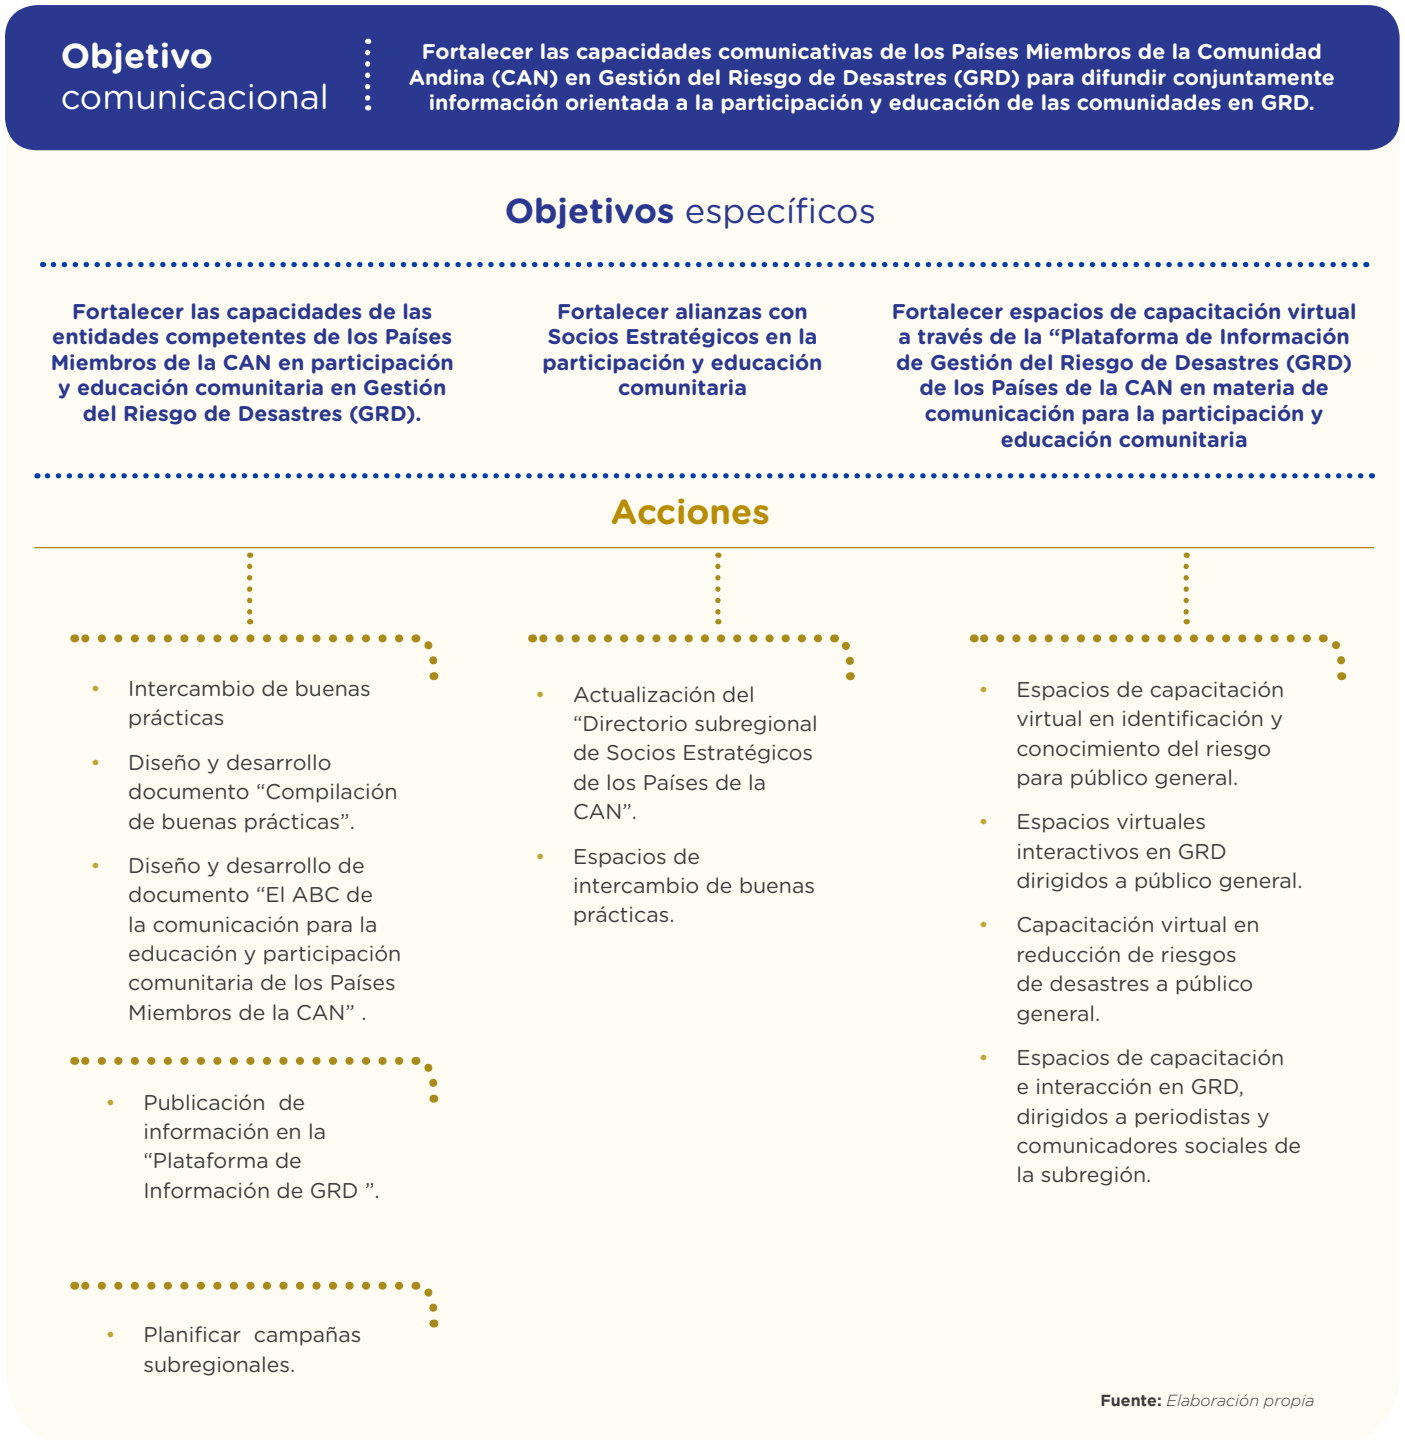 Objetivo
comunicacional
Fortalecer las capacidades comunicativas de los Países Miembros de la Comunidad
Andina (CAN) en Gestión del Riesgo de Desastres (GRD) para difundir conjuntamente
información orientada a la participación y educación de las comunidades en GRD.
Objetivos específicos
Fortalecer las capacidades de las
entidades competentes de los Países
Miembros de la CAN en participación
y educación comunitaria en Gestión
del Riesgo de Desastres (GRD).
Fortalecer alianzas con
Socios Estratégicos en la
participación y educación
comunitaria
Fortalecer espacios de capacitación virtual
a través de la “Plataforma de Información
de Gestión del Riesgo de Desastres (GRD)
de los Países de la CAN en materia de
comunicación para la participación y
educación comunitaria
Acciones
• Intercambio de buenas
prácticas
• Diseño y desarrollo
documento “Compilación
de buenas prácticas”.
• Diseño y desarrollo de
documento “El ABC de
la comunicación para la
educación y participación
comunitaria de los Países
Miembros de la CAN” .
• Publicación de
información en la
“Plataforma de
Información de GRD ”.
• Planificar campañas
subregionales.
• Actualización del
“Directorio subregional
de Socios Estratégicos
de los Países de la
CAN”.
• Espacios de
intercambio de buenas
prácticas.
• Espacios de capacitación
virtual en identificación y
conocimiento del riesgo
para público general.
• Espacios virtuales
interactivos en GRD
dirigidos a público general.
• Capacitación virtual en
reducción de riesgos
de desastres a público
general.
• Espacios de capacitación
e interacción en GRD,
dirigidos a periodistas y
comunicadores sociales de
la subregión.
Fuente: Elaboración propia